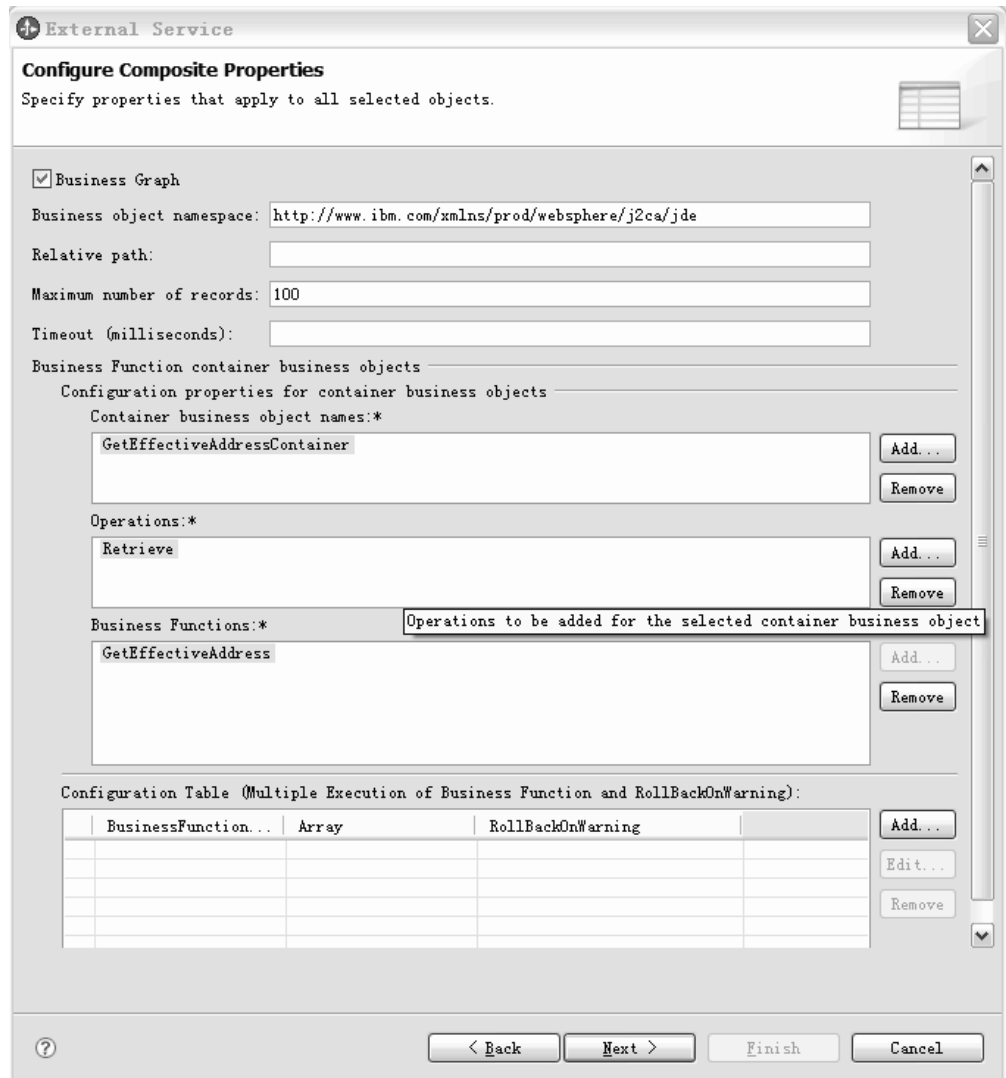 External Service
Configure Composite Properties
Specify properties that apply to all selected objects.
Business Graph
Business object namespace: http://www.ibm.com/xmlns/prod/websphere/j2ca/jde
Relative path:
Maximum number of records: 100
Timeout (milliseconds):
Business Function container business objects
Configuration properties for container business objects
Container business object names:*
GetEffectiveAddressContainer
Add...
Remove
Operations:*
Retrieve
Add...
Remove
Operations to be added for the selected container business object
Business Functions:*
GetEffectiveAddress
Add...
Remove
Configuration Table (Multiple Execution of Business Function and RollBackOnWarning):
BusinessFunction... Array RollBackOnWarning
Add...
Edit...
Remove
? < Back Next > Finish Cancel